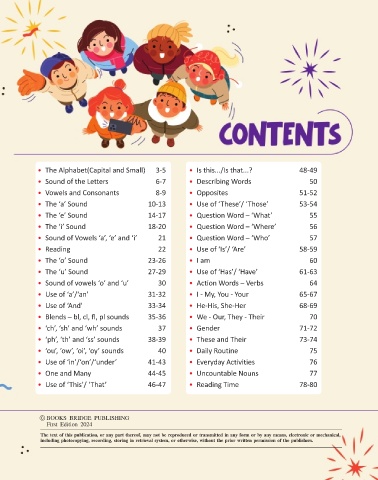 CONTENTS
• The Alphabet(Capital and Small) 3-5
• Sound of the Letters 6-7
• Vowels and Consonants 8-9
• The 'a' Sound 10-13
• The 'e' Sound 14-17
• The 'i' Sound 18-20
• Sound of Vowels 'a', 'e' and 'i' 21
• Reading 22
• The 'o' Sound 23-26
• The 'u' Sound 27-29
• Sound of vowels 'o' and 'u' 30
• Use of 'a'/'an' 31-32
• Use of 'And' 33-34
• Blends – bl, cl, fl, pl sounds 35-36
• 'ch', 'sh' and 'wh' sounds 37
• 'ph', 'th' and 'ss' sounds 38-39
• 'ou', 'ow', 'oi', 'oy' sounds 40
• Use of 'in'/'on'/'under' 41-43
• One and Many 44-45
• Use of 'This'/ 'That' 46-47
• Is this.../Is that...? 48-49
• Describing Words 50
• Opposites 51-52
• Use of 'These'/ 'Those' 53-54
• Question Word – 'What' 55
• Question Word – 'Where' 56
• Question Word – 'Who' 57
• Use of 'Is'/ 'Are' 58-59
• I am 60
• Use of 'Has'/ 'Have' 61-63
• Action Words – Verbs 64
• I - My, You - Your 65-67
• He-His, She-Her 68-69
• We - Our, They - Their 70
• Gender 71-72
• These and Their 73-74
• Daily Routine 75
• Everyday Activities 76
• Uncountable Nouns 77
• Reading Time 78-80
© BOOKS BRIDGE PUBLISHING
First Edition 2024
The text of this publication, or any part thereof, may not be reproduced or transmitted in any form or by any means, electronic or mechanical,
including photocopying, recording, storing in retrieval system, or otherwise, without the prior written permission of the publishers.